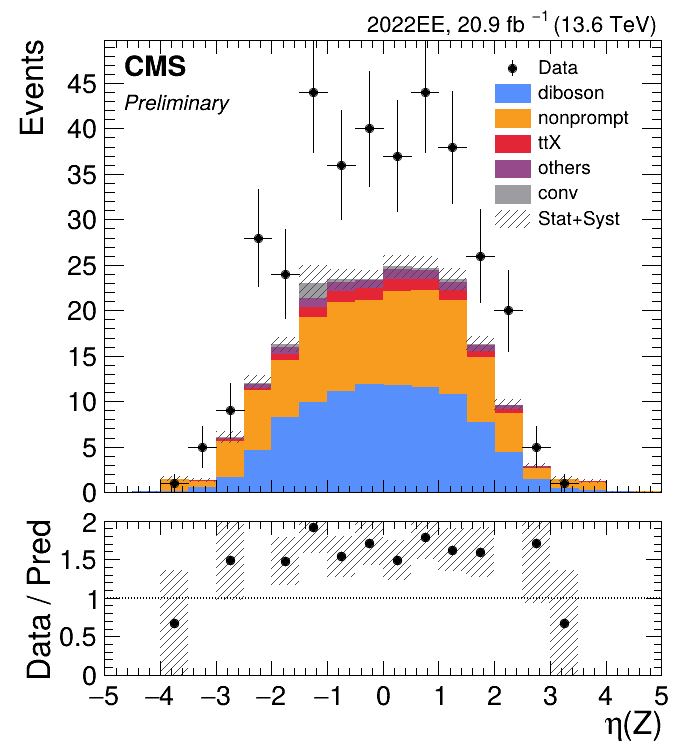 2022EE, 20.9 fb⁻¹ (13.6 TeV)
Events
CMS
Preliminary
Data
diboson
nonprompt
ttX
others
conv
Stat+Syst
45
40
35
30
25
20
15
10
5
0
Data / Pred
2
1.5
1
0.5
0
−5 −4 −3 −2 −1 0 1 2 3 4 5
η(Z)